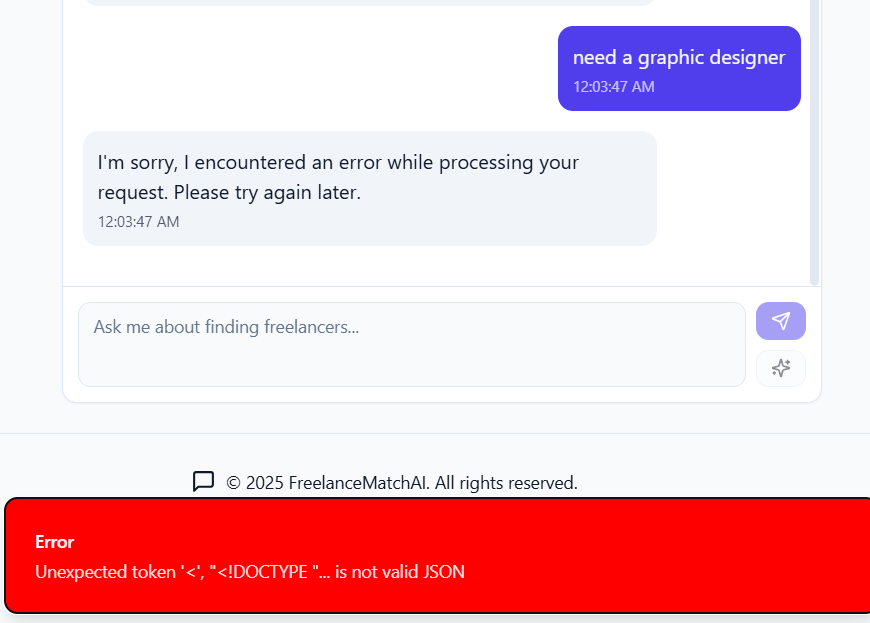 need a graphic designer
12:03:47 AM
I'm sorry, I encountered an error while processing your
request. Please try again later.
12:03:47 AM
Ask me about finding freelancers...
© 2025 FreelanceMatchAI. All rights reserved.
Error
Unexpected token '<', "<!DOCTYPE "... is not valid JSON